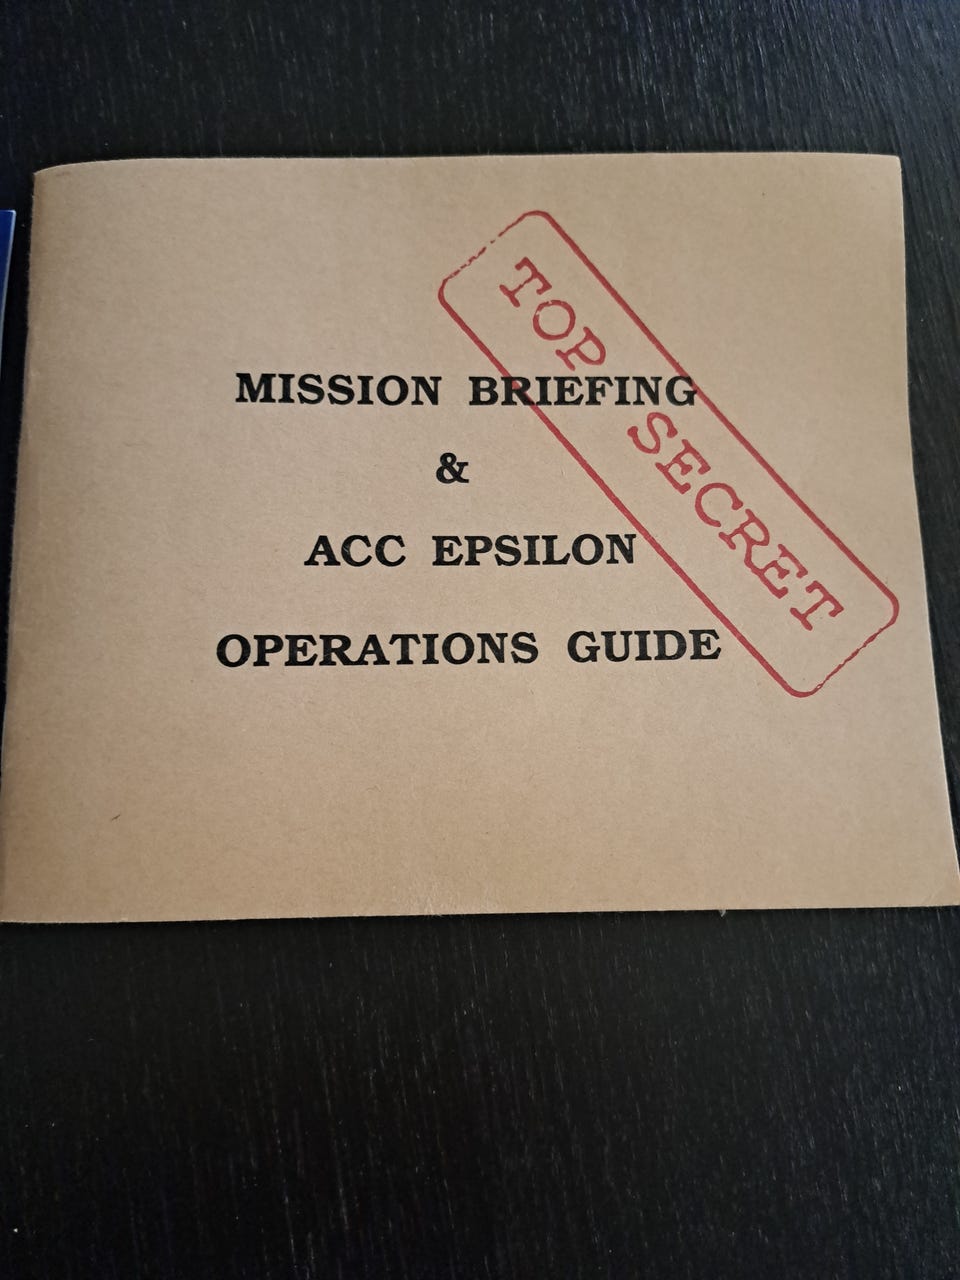 TOP SECRET
MISSION BRIEFING
&
ACC EPSILON
OPERATIONS GUIDE